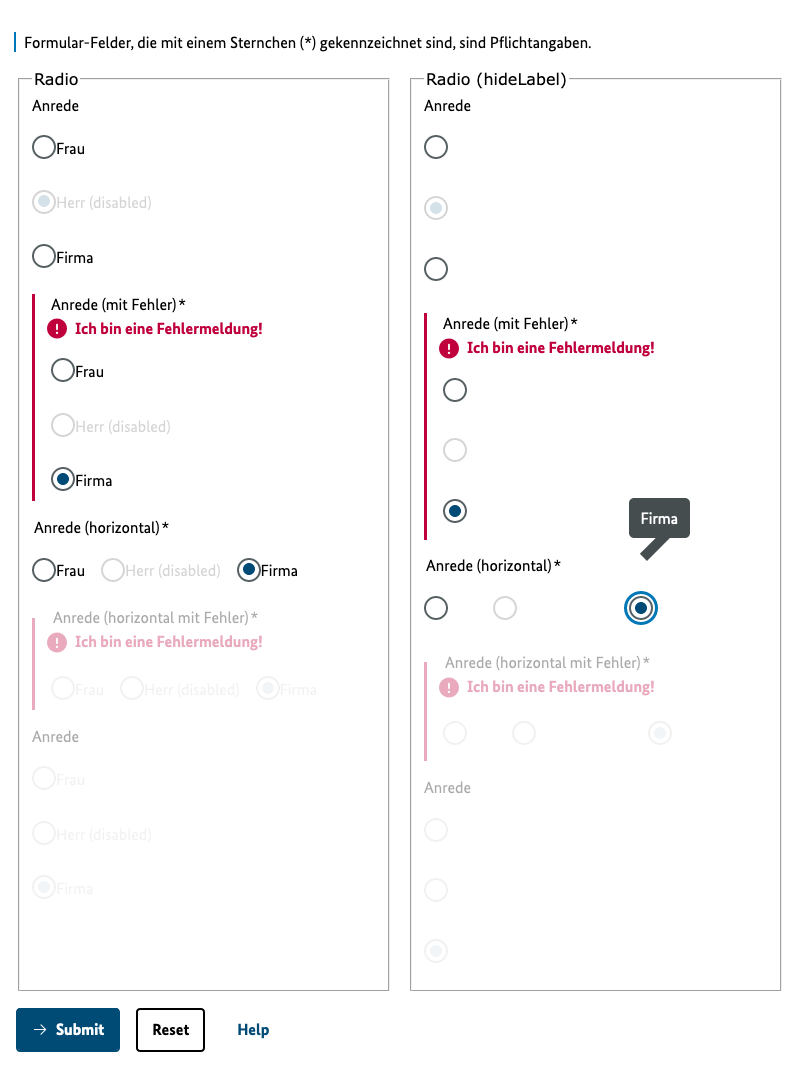 Formular-Felder, die mit einem Sternchen (*) gekennzeichnet sind, sind Pflichtangaben.
Radio
Anrede
Frau
Herr (disabled)
Firma
Anrede (mit Fehler)*
! Ich bin eine Fehlermeldung!
Frau
Herr (disabled)
Firma
Anrede (horizontal)*
Frau Herr (disabled) Firma
Anrede (horizontal mit Fehler)*
! Ich bin eine Fehlermeldung!
Frau Herr (disabled) Firma
Anrede
Frau
Herr (disabled)
Firma
Radio (hideLabel)
Anrede
Anrede (mit Fehler)*
! Ich bin eine Fehlermeldung!
Firma
Anrede (horizontal)*
Anrede (horizontal mit Fehler)*
! Ich bin eine Fehlermeldung!
Anrede
→ Submit Reset Help